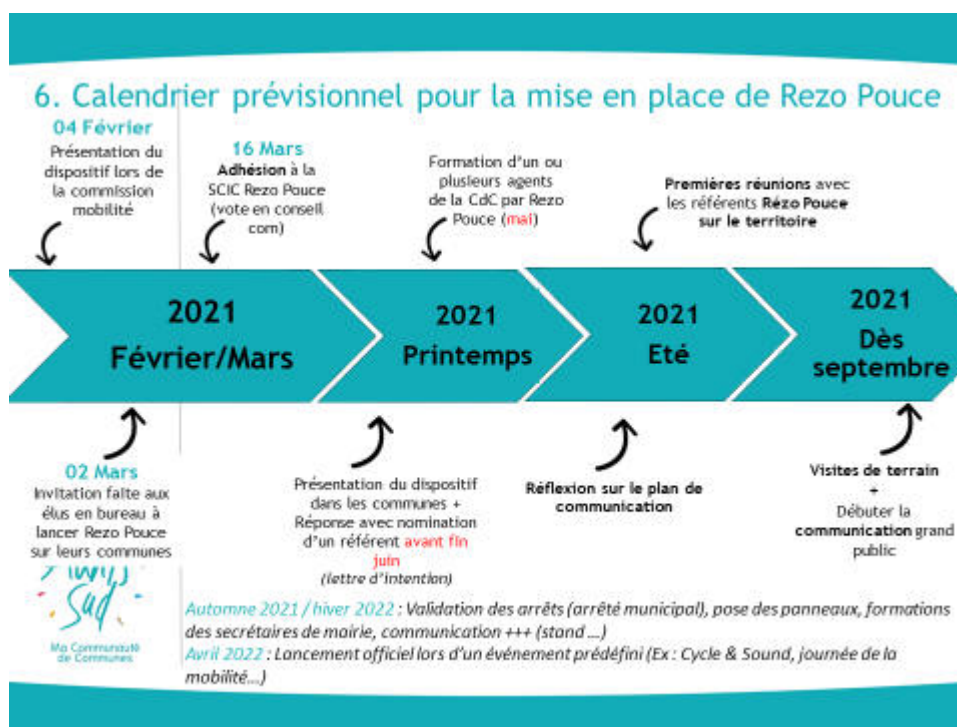 6. Calendrier prévisionnel pour la mise en place de Rezo Pouce
04 Février
Présentation du
dispositif lors de
la commission
mobilité
16 Mars
Adhésion à la
SCIC Rezo Pouce
(vote en conseil
com)
Formation d'un ou
plusieurs agents
de la CdC par Rezo
Pouce (mai)
Premières réunions avec
les référents Rézo Pouce
sur le territoire
2021
Février/Mars
2021
Printemps
2021
Eté
2021
Dès
septembre
02 Mars
Invitation faite aux
élus en bureau à
lancer Rezo Pouce
sur leurs communes
Présentation du dispositif
dans les communes +
Réponse avec nomination
d'un référent avant fin
juin
(lettre d'intention)
Réflexion sur le plan de
communication
Visites de terrain
+
Débuter la
communication grand
public
Sud
Ma Communauté
de Communes
Automne 2021 / hiver 2022 : Validation des arrêts (arrêté municipal), pose des panneaux, formations
des secrétaires de mairie, communication +++ (stand ...)
Avril 2022 : Lancement officiel lors d'un événement prédéfini (Ex : Cycle & Sound, journée de la
mobilité...)